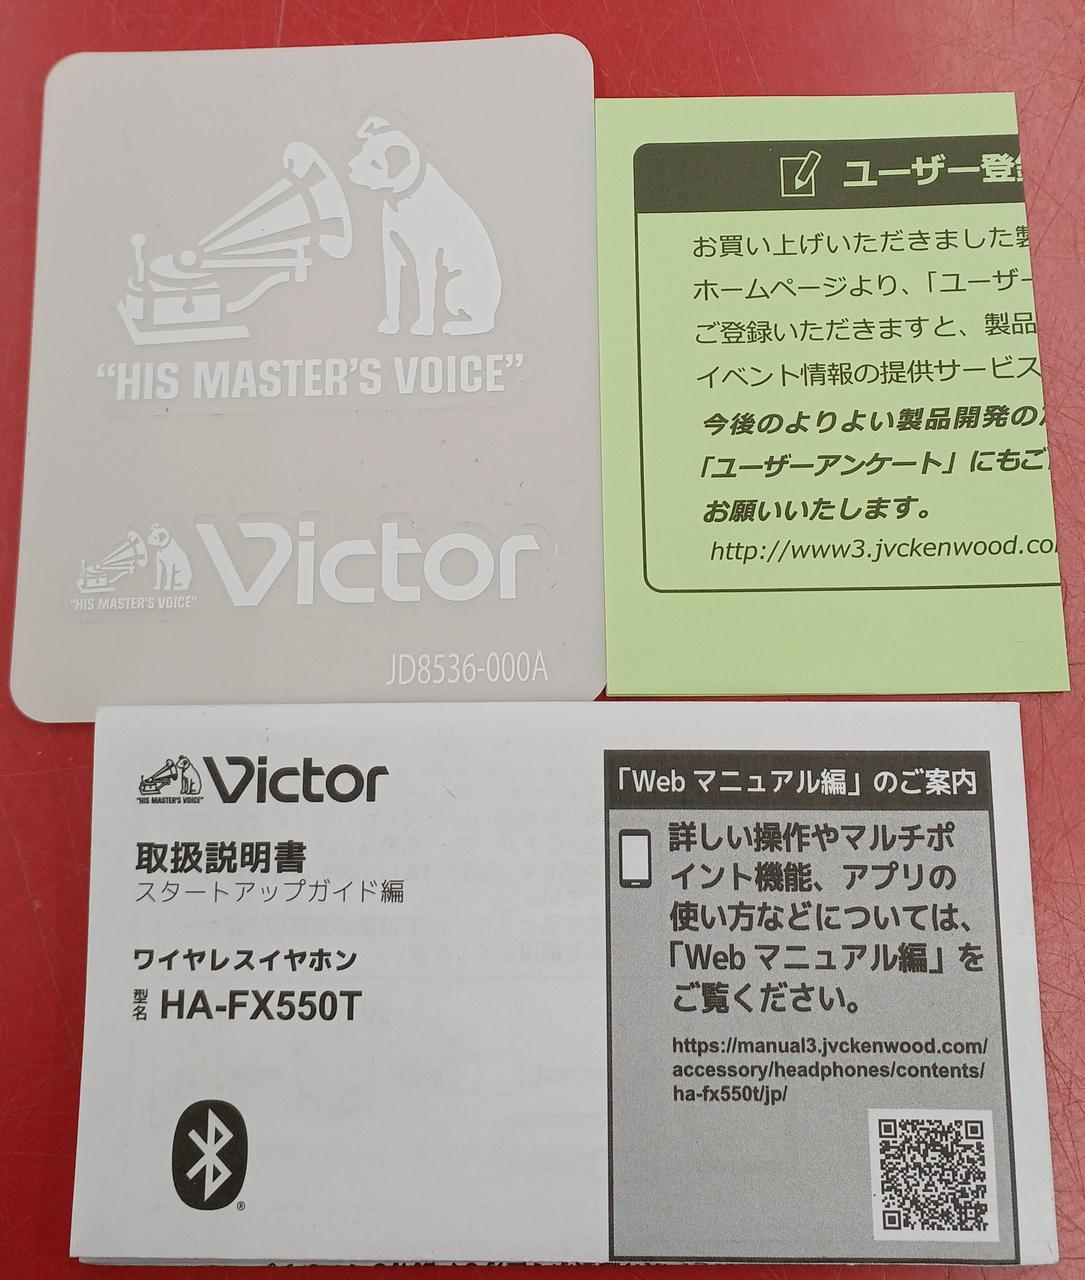 “HIS MASTER'S VOICE”
“HIS MASTER'S VOICE”
Victor
JD8536-000A
ユーザー登
お買い上げいただきました製
ホームページより、「ユーザー
ご登録いただきますと、製品
イベント情報の提供サービス
今後のよりよい製品開発の
「ユーザーアンケート」にもご
お願いいたします。
http://www3.jvckenwood.co
“HIS MASTER'S VOICE”
Victor
取扱説明書
スタートアップガイド編
ワイヤレスイヤホン
型名 HA-FX550T
「Web マニュアル編」のご案内
詳しい操作やマルチポ
イント機能、アプリの
使い方などについては、
「Web マニュアル編」を
ご覧ください。
https://manual3.jvckenwood.com/
accessory/headphones/contents/
ha-fx550t/jp/